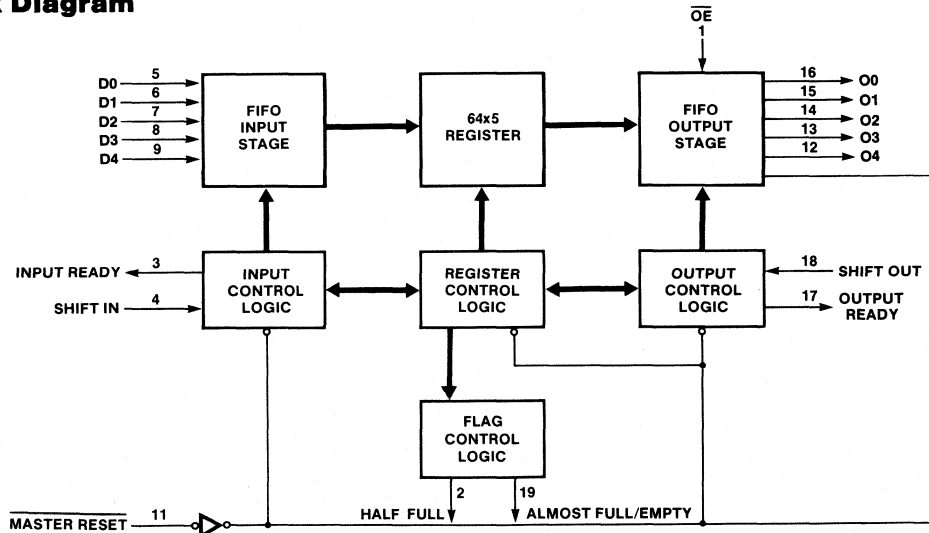 Diagram
OE
1
D0 5
D1 6
D2 7
D3 8
D4 9
FIFO
INPUT
STAGE
64x5
REGISTER
FIFO
OUTPUT
STAGE
16 O0
15 O1
14 O2
13 O3
12 O4
INPUT READY 3
SHIFT IN 4
INPUT
CONTROL
LOGIC
REGISTER
CONTROL
LOGIC
OUTPUT
CONTROL
LOGIC
18 SHIFT OUT
17 OUTPUT
READY
FLAG
CONTROL
LOGIC
2 19
HALF FULL ALMOST FULL/EMPTY
MASTER RESET 11